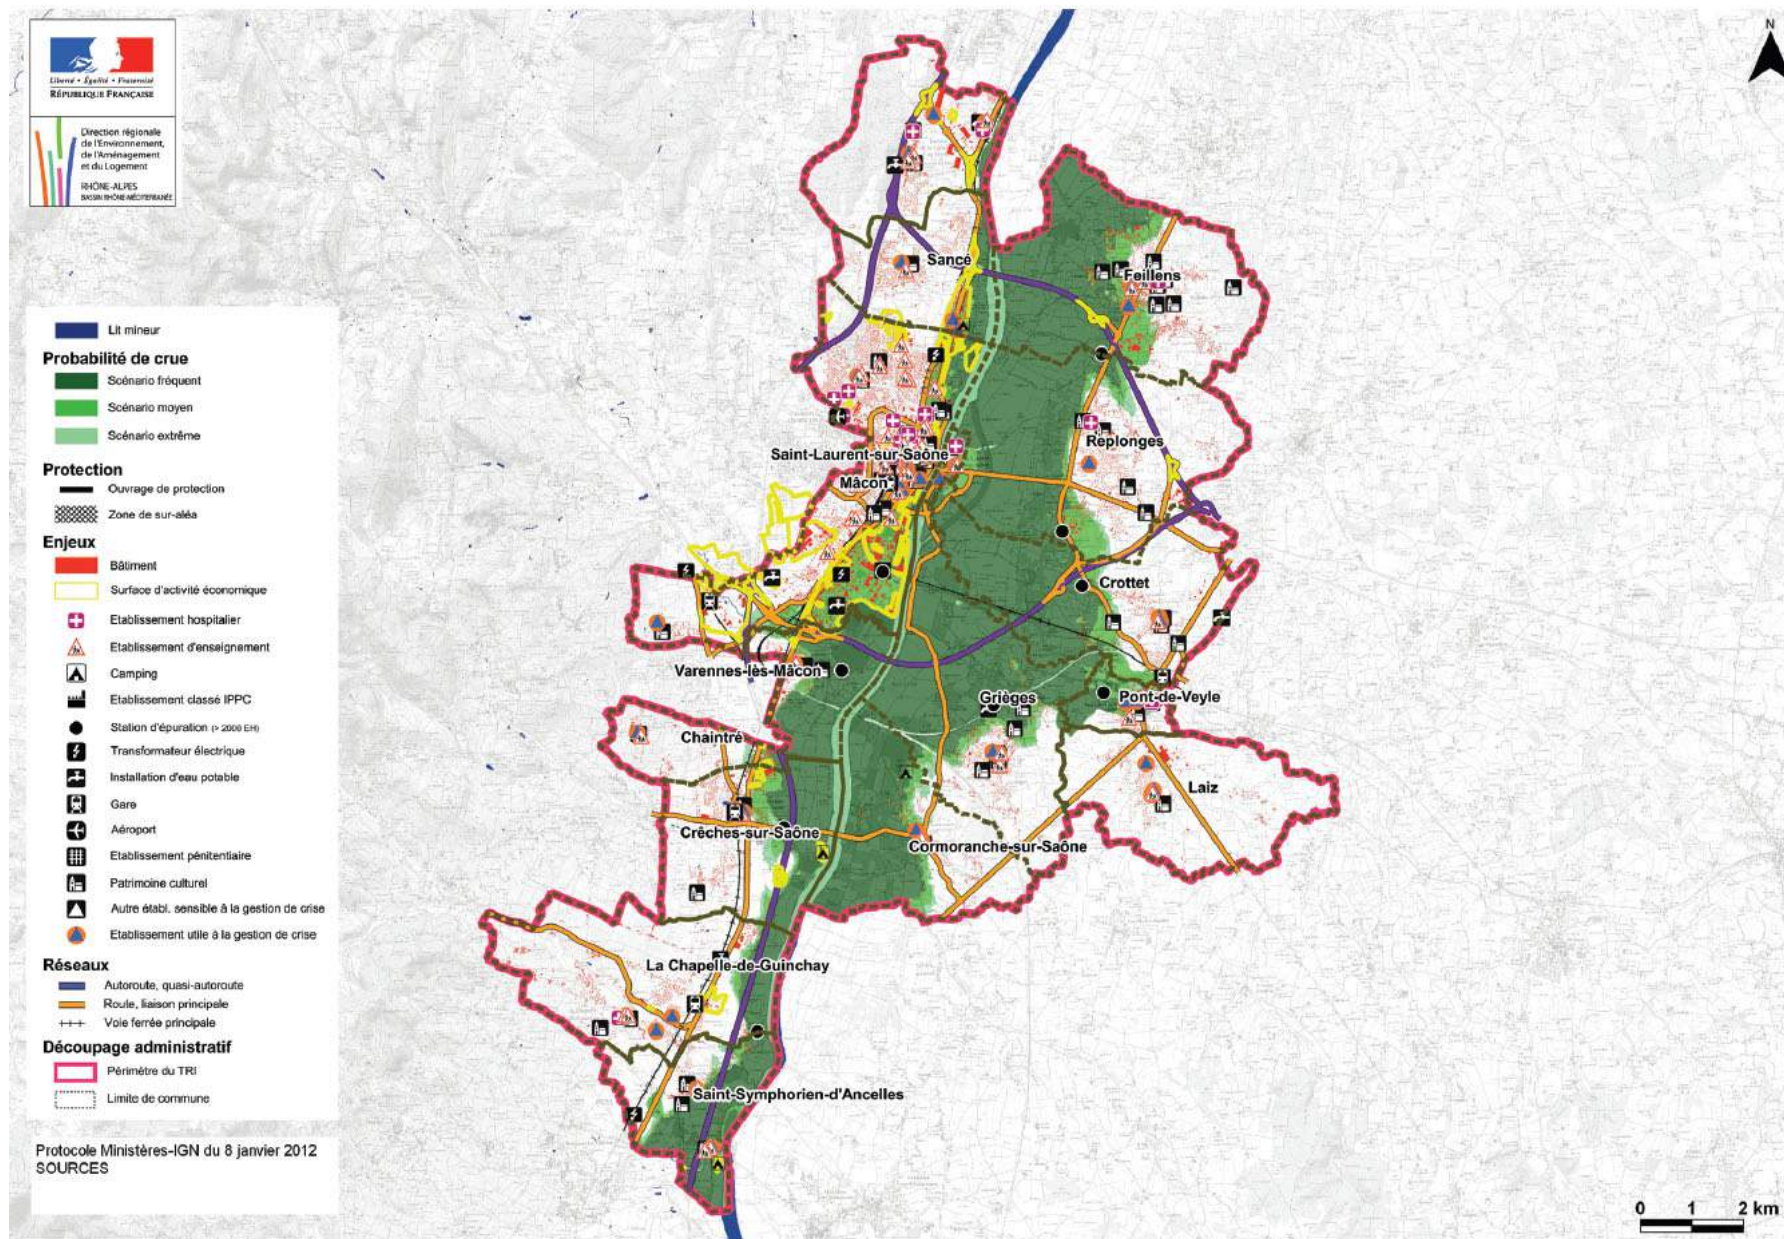 Liberté • Égalité • Fraternité
RÉPUBLIQUE FRANÇAISE
Direction régionale
de l'Environnement,
de l'Aménagement
et du Logement
RHÔNE-ALPES
BASSIN RHÔNE-MÉDITERRANÉE
N
Lit mineur
Probabilité de crue
Scénario fréquent
Scénario moyen
Scénario extrême
Protection
Ouvrage de protection
Zone de sur-aléa
Enjeux
Bâtiment
Surface d'activité économique
Etablissement hospitalier
Etablissement d'enseignement
Camping
Etablissement classé IPPC
Station d'épuration (> 2000 EH)
Transformateur électrique
Installation d'eau potable
Gare
Aéroport
Etablissement pénitentiaire
Patrimoine culturel
Autre établ. sensible à la gestion de crise
Etablissement utile à la gestion de crise
Réseaux
Autoroute, quasi-autoroute
Route, liaison principale
Voie ferrée principale
Découpage administratif
Périmètre du TRI
Limite de commune
Protocole Ministères-IGN du 8 janvier 2012
SOURCES
Sancé
Feillens
Replonges
Saint-Laurent-sur-Saône
Mâcon
Crottet
Varennes-lès-Mâcon
Grièges
Pont-de-Veyle
Chaintré
Laiz
Crêches-sur-Saône
Cormoranche-sur-Saône
La Chapelle-de-Guinchay
Saint-Symphorien-d'Ancelles
0 1 2 km